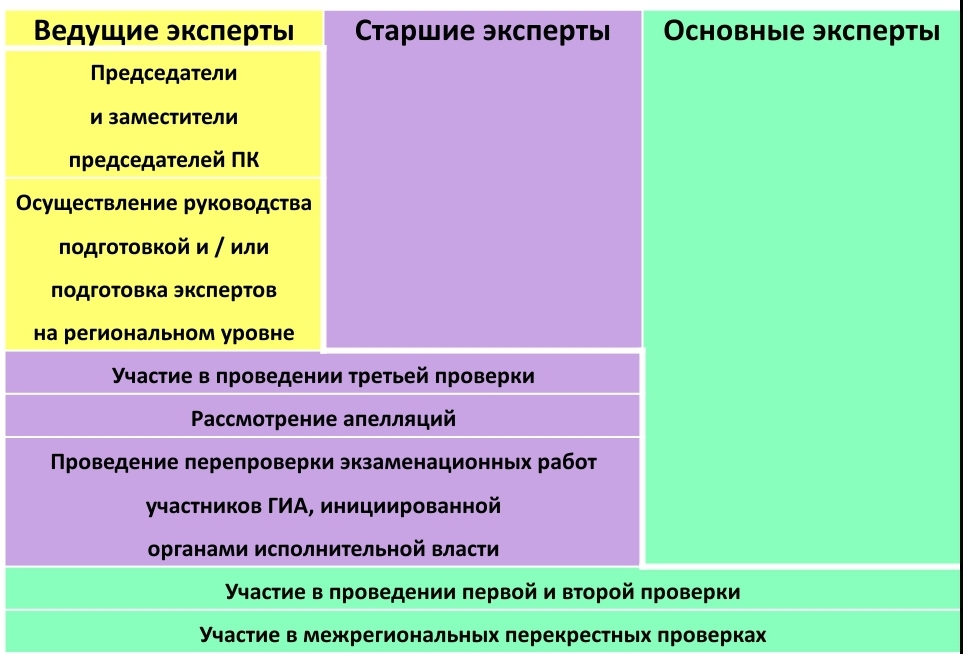 Ведущие эксперты
Старшие эксперты
Основные эксперты
Председатели
и заместители
председателей ПК
Осуществление руководства
подготовкой и / или
подготовка экспертов
на региональном уровне
Участие в проведении третьей проверки
Рассмотрение апелляций
Проведение перепроверки экзаменационных работ
участников ГИА, инициированной
органами исполнительной власти
Участие в проведении первой и второй проверки
Участие в межрегиональных перекрестных проверках